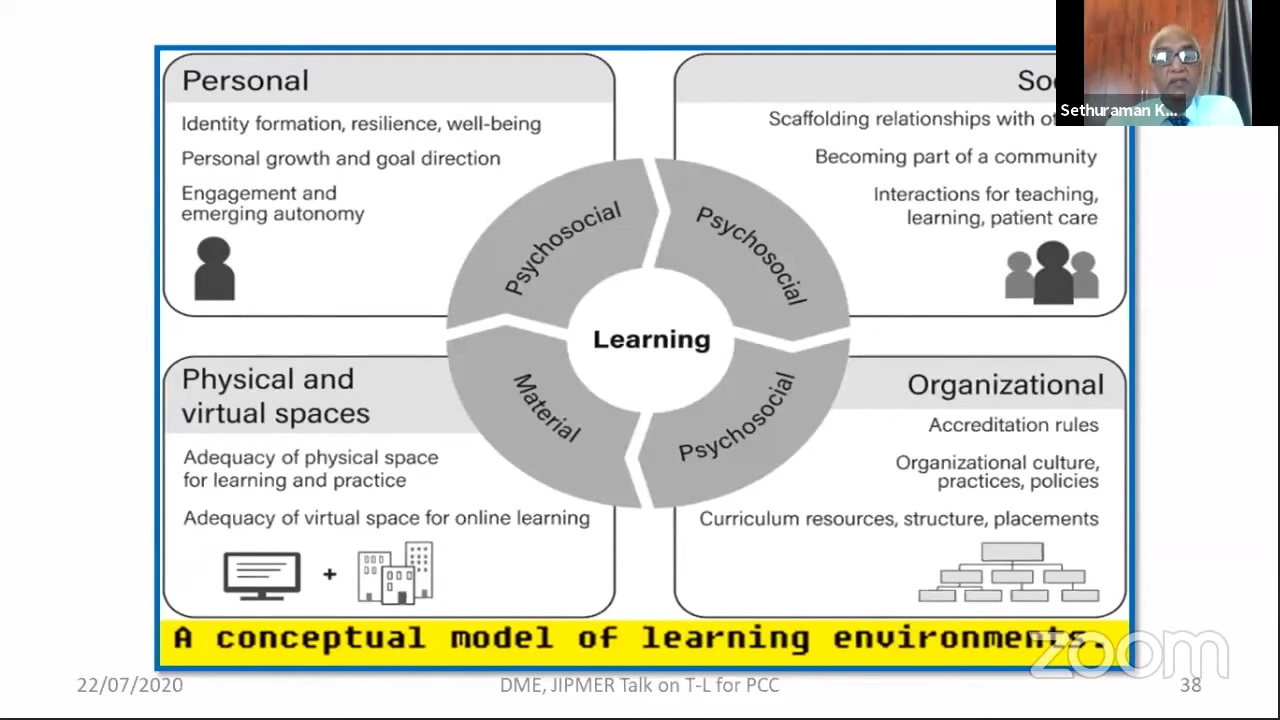 Personal
Identity formation, resilience, well-being
Personal growth and goal direction
Engagement and
emerging autonomy
Scaffolding relationships with
Becoming part of a community
Interactions for teaching,
learning, patient care
Sethuraman K...
Psychosocial
Psychosocial
Learning
Material
Psychosocial
Physical and
virtual spaces
Adequacy of physical space
for learning and practice
Adequacy of virtual space for online learning
+
Organizational
Accreditation rules
Organizational culture,
practices, policies
Curriculum resources, structure, placements
A conceptual model of learning environments.
zoom
22/07/2020
DME, JIPMER Talk on T-L for PCC
38